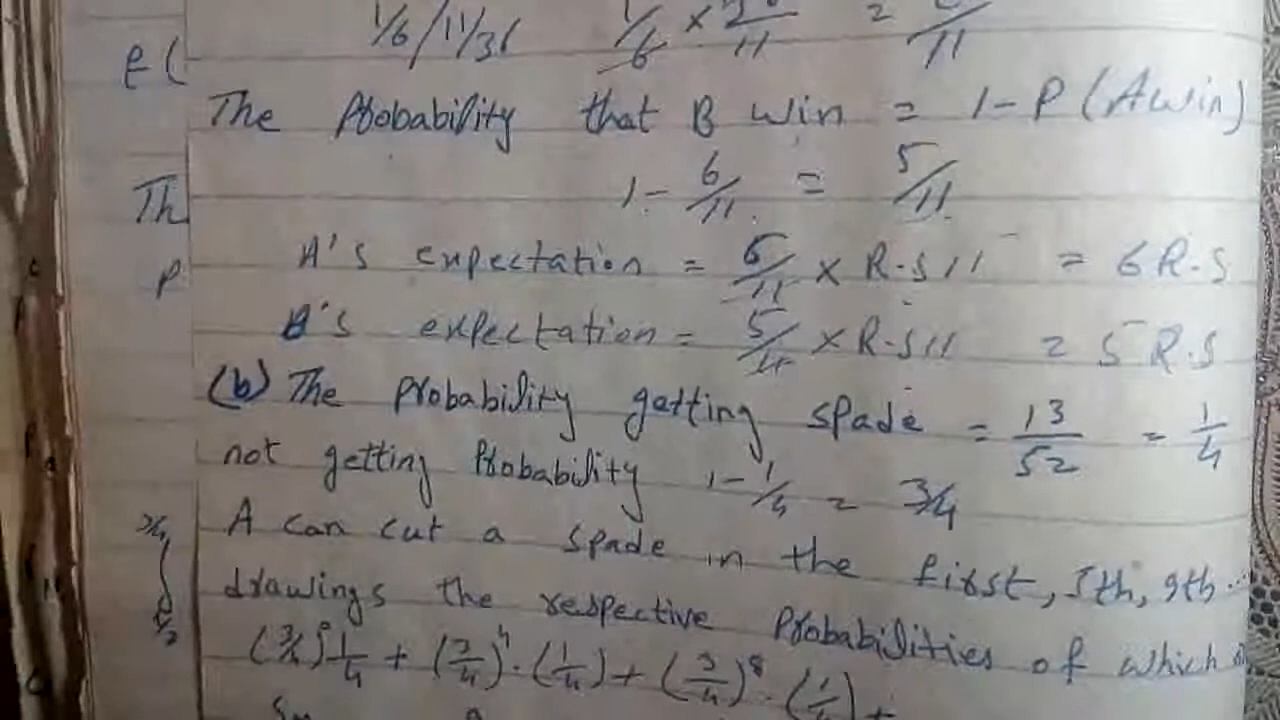 1/6/11/36 1/6 × /11 = /11
The Probability that B win = 1-P(A win)
1 - 6/11 = 5/11
A's expectation = 6/11 × R.S 11 = 6 R.S
B's expectation = 5/11 × R.S 11 = 5 R.S
(b) The probability getting spade = 13/52 = 1/4
not getting Probability 1-1/4 = 3/4
A can cut a spade in the first, 5th, 9th...
drawings the respective Probabilities of which
(3/4)⁰ 1/4 + (3/4)⁴.(1/4) + (3/4)⁸.(1/4) +